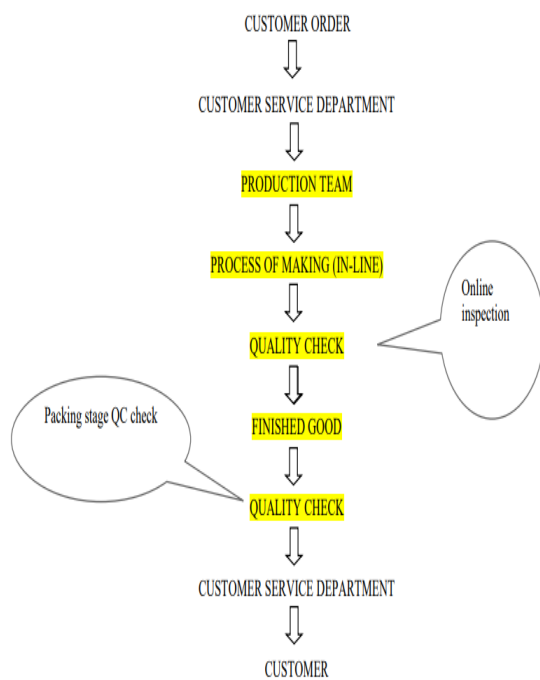 CUSTOMER ORDER
CUSTOMER SERVICE DEPARTMENT
PRODUCTION TEAM
PROCESS OF MAKING (IN-LINE)
Online
inspection
QUALITY CHECK
Packing stage QC check
FINISHED GOOD
QUALITY CHECK
CUSTOMER SERVICE DEPARTMENT
CUSTOMER